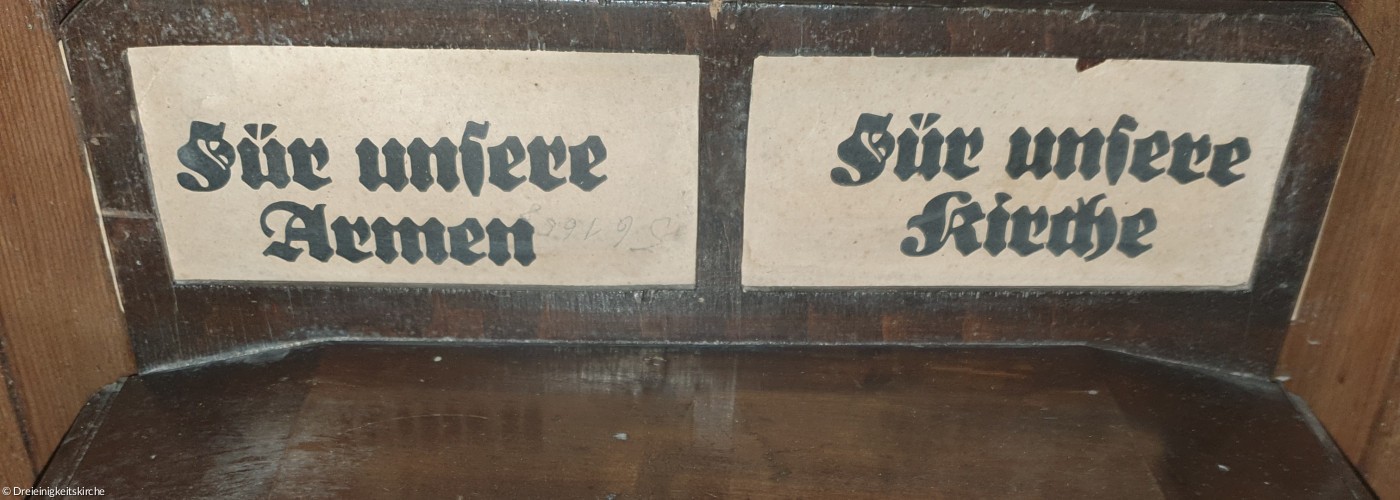 Für unsere
Armen
Für unsere
Kirche
© Dreieinigkeitskirche